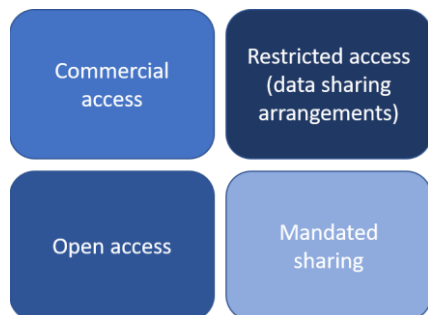 Commercial
access
Restricted access
(data sharing
arrangements)
Open access
Mandated
sharing